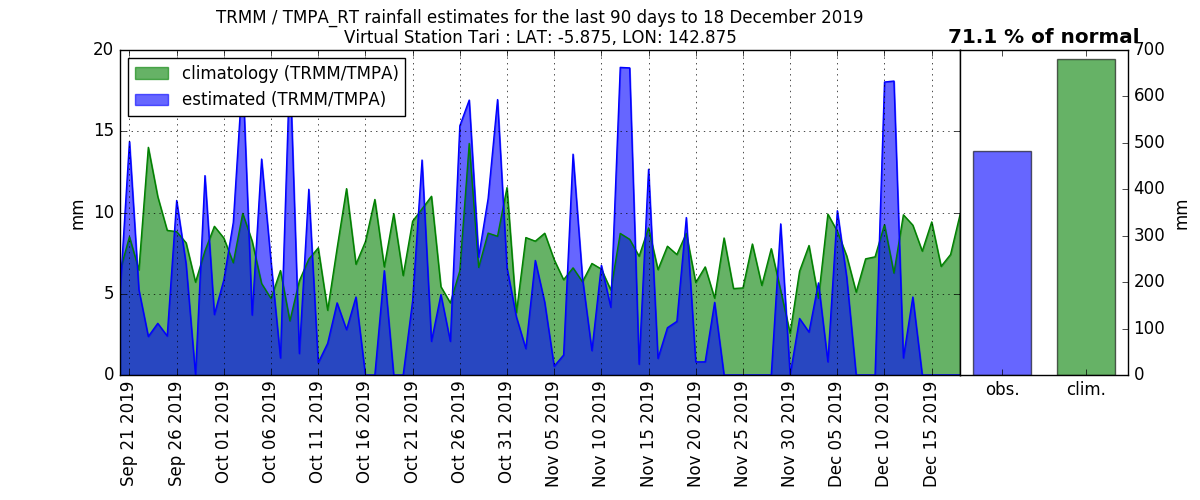 TRMM / TMPA_RT rainfall estimates for the last 90 days to 18 December 2019
Virtual Station Tari : LAT: -5.875, LON: 142.875
71.1 % of normal
climatology (TRMM/TMPA)
estimated (TRMM/TMPA)
20
15
10
5
0
mm
Sep 21 2019
Sep 26 2019
Oct 01 2019
Oct 06 2019
Oct 11 2019
Oct 16 2019
Oct 21 2019
Oct 26 2019
Oct 31 2019
Nov 05 2019
Nov 10 2019
Nov 15 2019
Nov 20 2019
Nov 25 2019
Nov 30 2019
Dec 05 2019
Dec 10 2019
Dec 15 2019
obs.
clim.
700
600
500
400
300
200
100
0
mm